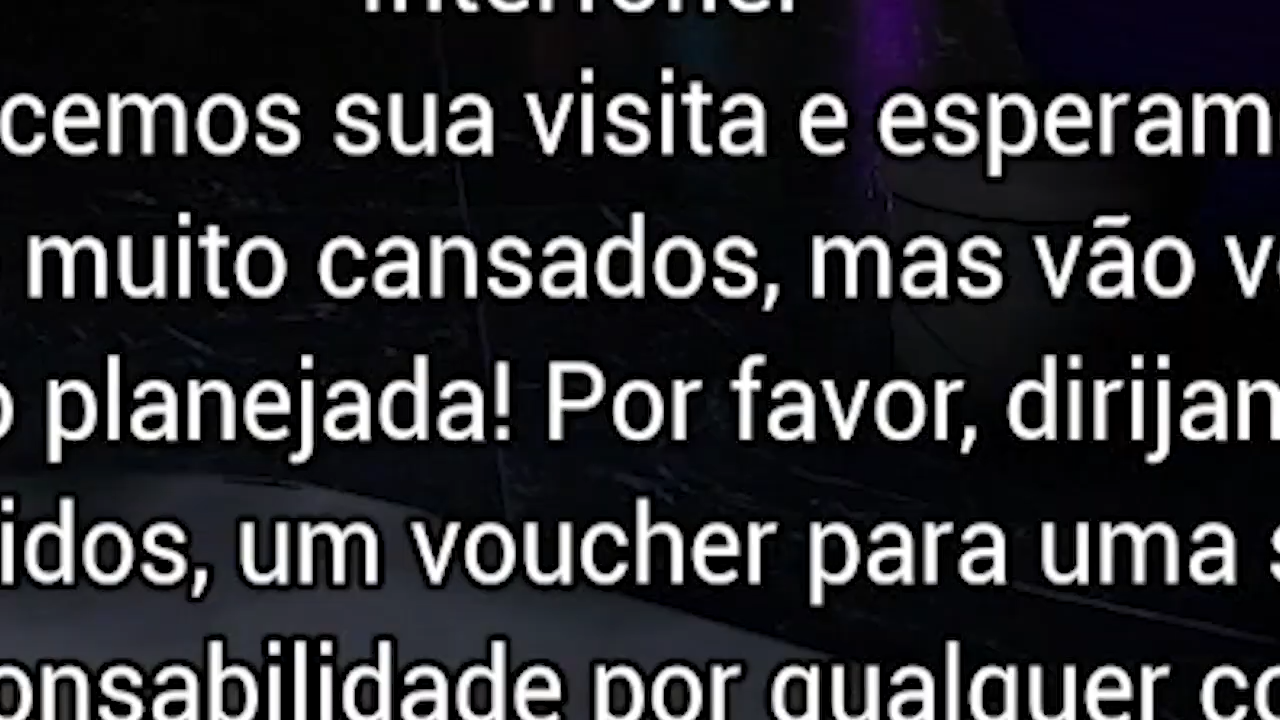 cemos sua visita e esperam
muito cansados, mas vão
planejada! Por favor, dirijan
idos, um voucher para uma
onsabilidade por qualquer co